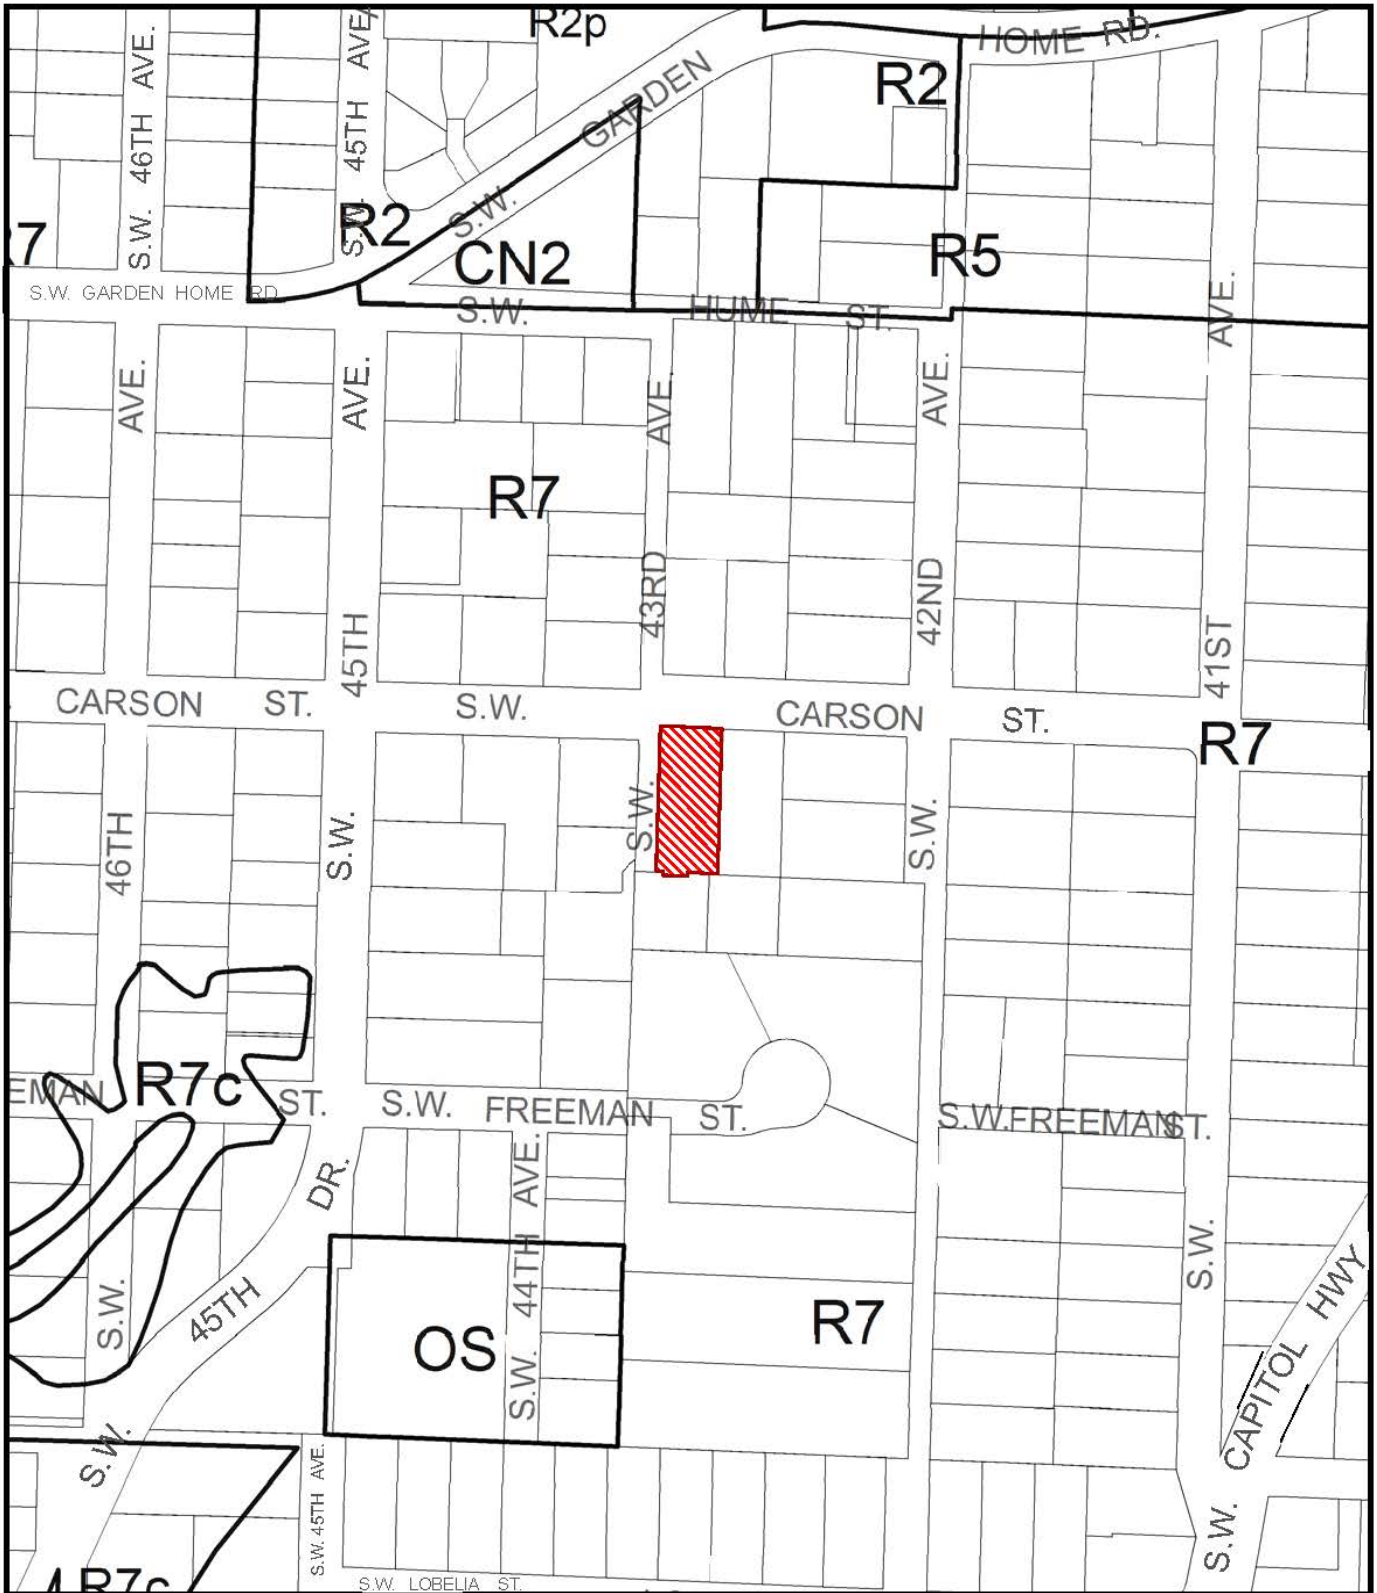 R2p
HOME RD.
S.W. 46TH AVE.
S.W. 45TH AVE.
S.W. GARDEN
R2
R2
R7
CN2
R5
S.W. GARDEN HOME RD
S.W. HUME ST.
AVE.
AVE.
AVE.
AVE.
AVE.
R7
43RD
42ND
45TH
41ST
CARSON ST. S.W. CARSON ST.
R7
46TH
S.W.
S.W.
S.W.
R7c
EMAN ST. S.W. FREEMAN ST. S.W. FREEMAN ST.
DR.
S.W. 44TH AVE.
S.W.
S.W.
45TH
S.W.
OS
R7
S.W. CAPITOL HWY
S.W. 45TH AVE.
R7c
S.W. LOBELIA ST.